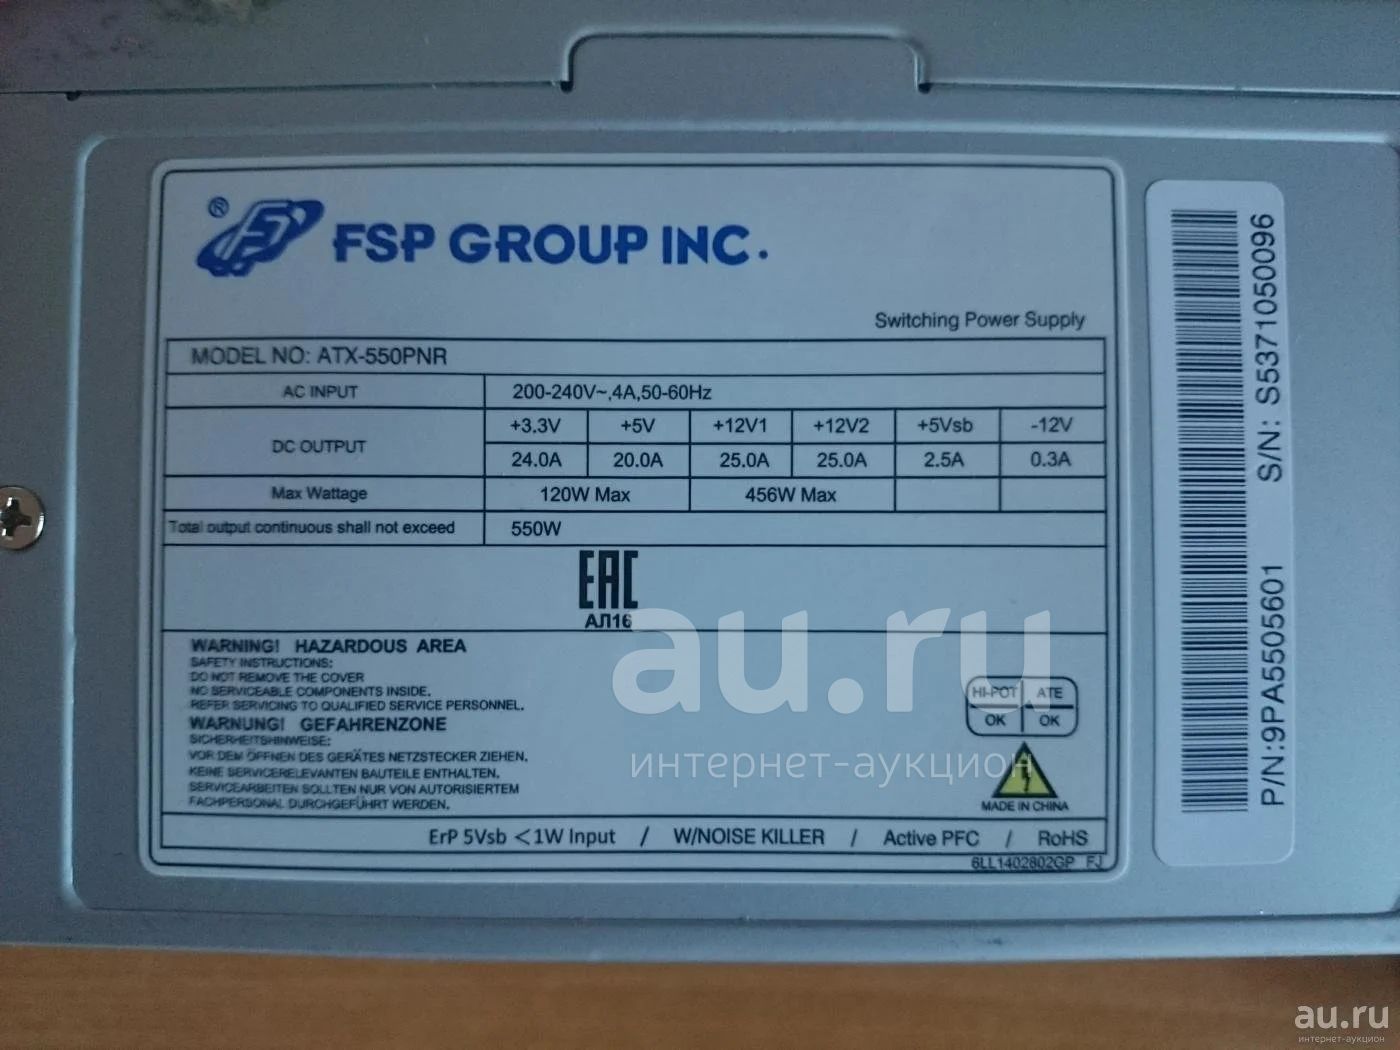 ®
FSP GROUP INC.
Switching Power Supply
MODEL NO: ATX-550PNR
AC INPUT 200-240V~,4A,50-60Hz
DC OUTPUT +3.3V +5V +12V1 +12V2 +5Vsb -12V
24.0A 20.0A 25.0A 25.0A 2.5A 0.3A
Max Wattage 120W Max 456W Max
Total output continuous shall not exceed 550W
EAC
АЛ16
WARNING! HAZARDOUS AREA
SAFETY INSTRUCTIONS:
DO NOT REMOVE THE COVER
NO SERVICEABLE COMPONENTS INSIDE.
REFER SERVICING TO QUALIFIED SERVICE PERSONNEL.
WARNUNG! GEFAHRENZONE
SICHERHEITSHINWEISE:
VOR DEM ÖFFNEN DES GERÄTES NETZSTECKER ZIEHEN.
KEINE SERVICERELEVANTEN BAUTEILE ENTHALTEN.
SERVICEARBEITEN SOLLTEN NUR VON AUTORISIERTEM
FACHPERSONAL DURCHGEFÜHRT WERDEN.
HI-POT ATE
OK OK
MADE IN CHINA
ErP 5Vsb <1W Input / W/NOISE KILLER / Active PFC / RoHS
6LL1402802GP FJ
P/N:9PA5505601 S/N: S5371050096
au.ru
интернет-аукцион
au.ru
интернет-аукцион